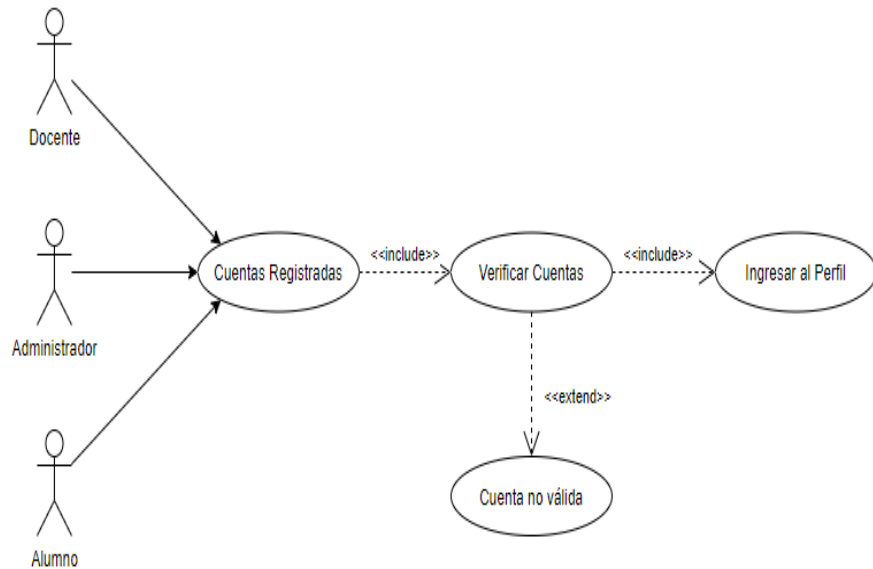 Docente
Administrador
Alumno
Cuentas Registradas
<<include>>
Verificar Cuentas
<<include>>
Ingresar al Perfil
<<extend>>
Cuenta no válida